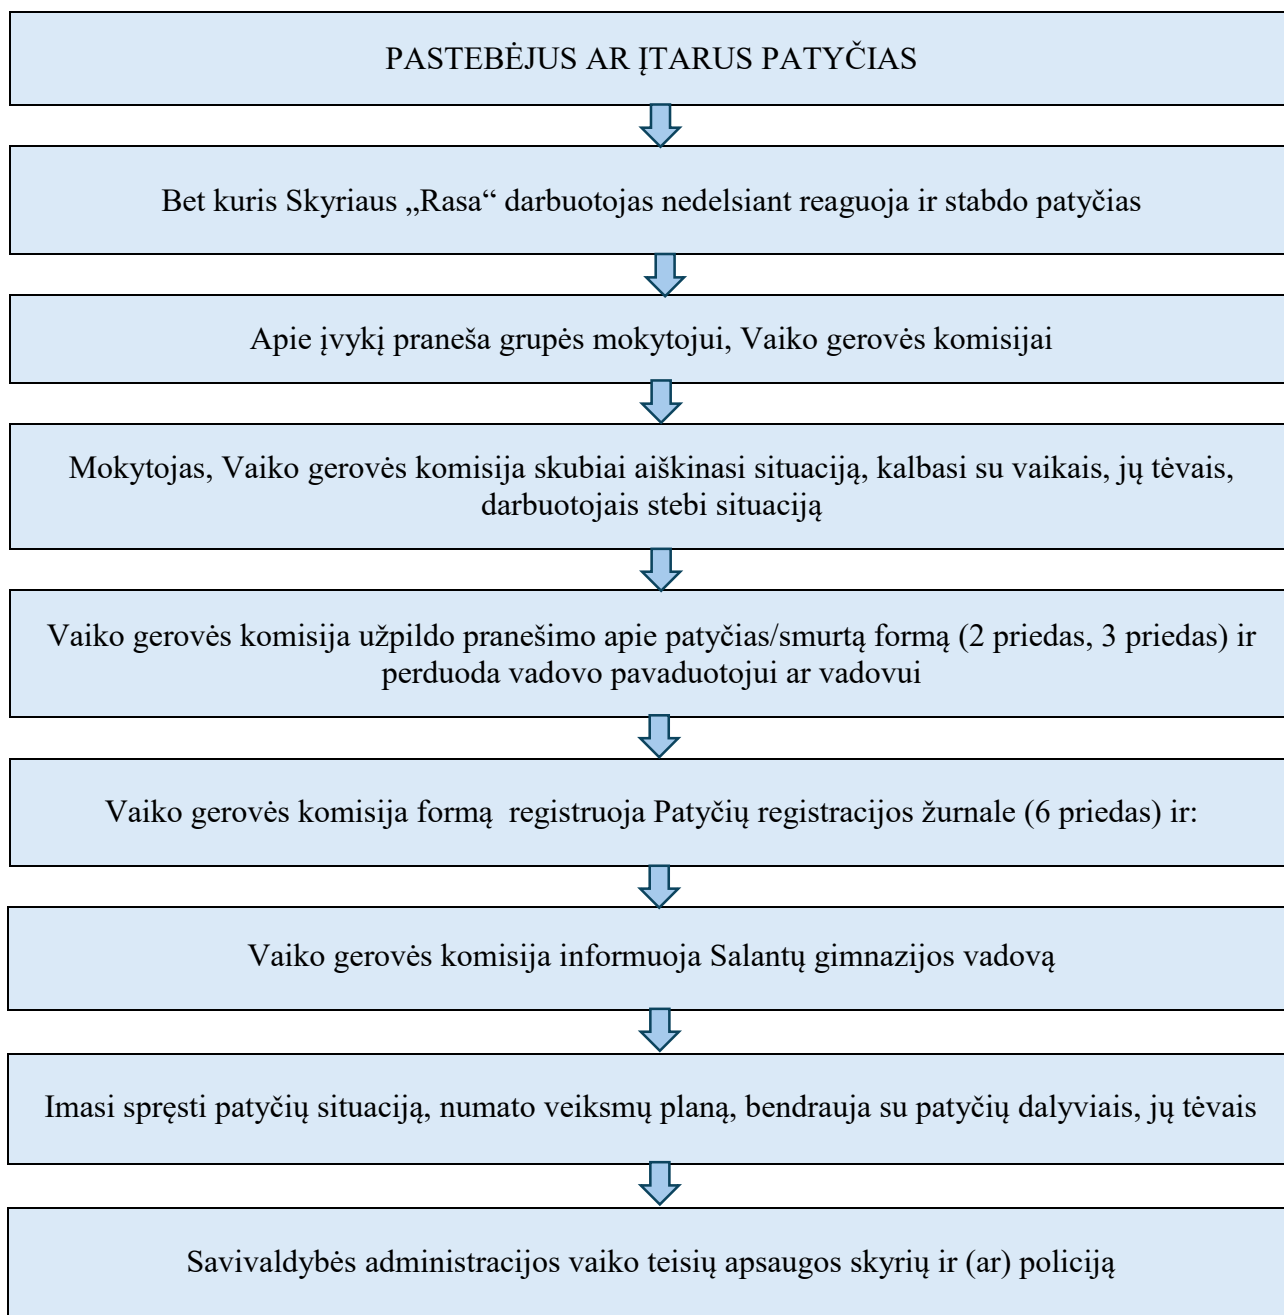 PASTEBĖJUS AR ĮTARUS PATYČIAS
Bet kuris Skyriaus „Rasa“ darbuotojas nedelsiant reaguoja ir stabdo patyčias
Apie įvykį praneša grupės mokytojui, Vaiko gerovės komisijai
Mokytojas, Vaiko gerovės komisija skubiai aiškinasi situaciją, kalbasi su vaikais, jų tėvais,
darbuotojais stebi situaciją
Vaiko gerovės komisija užpildo pranešimo apie patyčias/smurtą formą (2 priedas, 3 priedas) ir
perduoda vadovo pavaduotojui ar vadovui
Vaiko gerovės komisija formą  registruoja Patyčių registracijos žurnale (6 priedas) ir:
Vaiko gerovės komisija informuoja Salantų gimnazijos vadovą
Imasi spręsti patyčių situaciją, numato veiksmų planą, bendrauja su patyčių dalyviais, jų tėvais
Savivaldybės administracijos vaiko teisių apsaugos skyrių ir (ar) policiją